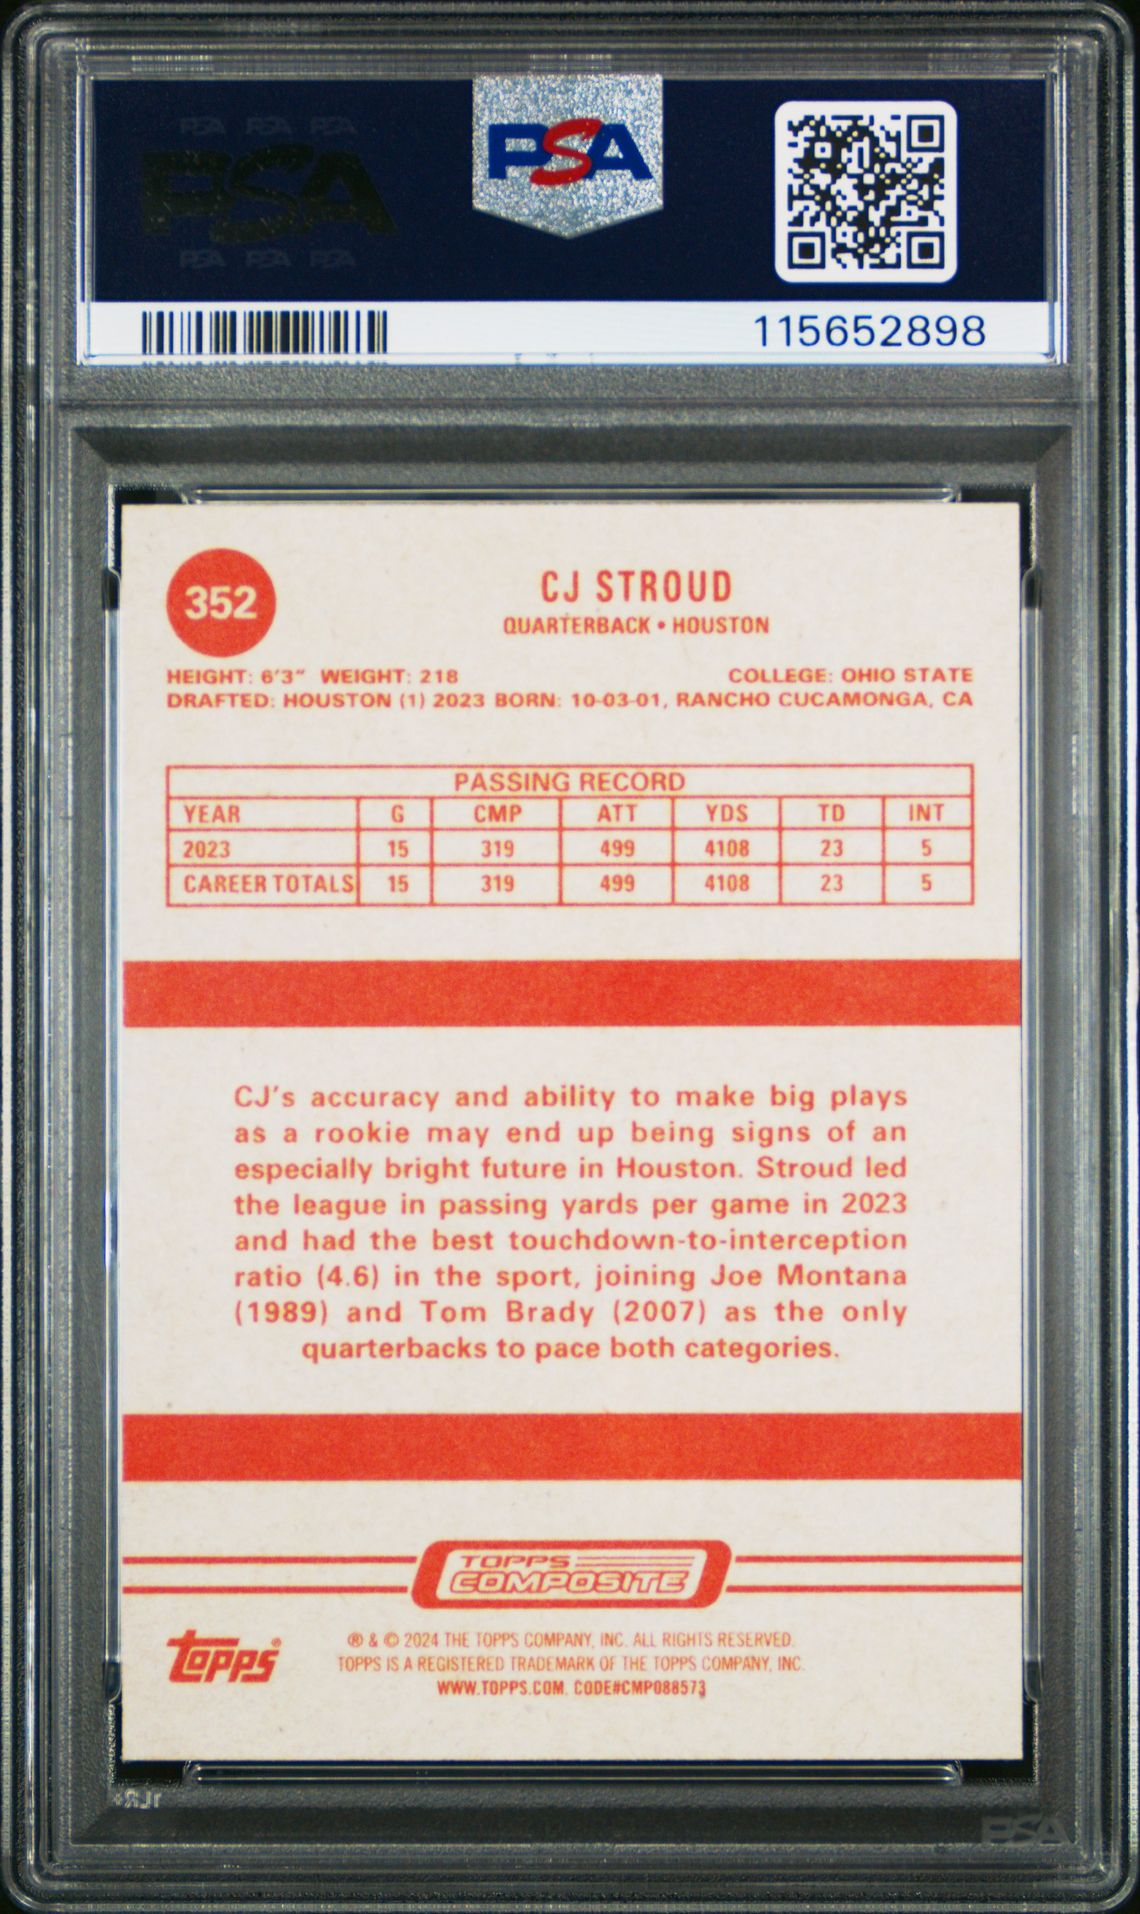 PSA PSA PSA
PSA
PSA PSA PSA
PSA
115652898
352
CJ STROUD
QUARTERBACK • HOUSTON
HEIGHT: 6'3" WEIGHT: 218 COLLEGE: OHIO STATE
DRAFTED: HOUSTON (1) 2023 BORN: 10-03-01, RANCHO CUCAMONGA, CA
PASSING RECORD
YEAR G CMP ATT YDS TD INT
2023 15 319 499 4108 23 5
CAREER TOTALS 15 319 499 4108 23 5
CJ's accuracy and ability to make big plays
as a rookie may end up being signs of an
especially bright future in Houston. Stroud led
the league in passing yards per game in 2023
and had the best touchdown-to-interception
ratio (4.6) in the sport, joining Joe Montana
(1989) and Tom Brady (2007) as the only
quarterbacks to pace both categories.
TOPPS
COMPOSITE
Topps®
® & © 2024 THE TOPPS COMPANY, INC. ALL RIGHTS RESERVED.
TOPPS IS A REGISTERED TRADEMARK OF THE TOPPS COMPANY, INC.
WWW.TOPPS.COM. CODE#CMP088573
PSA